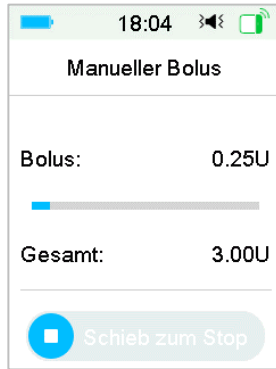 18:04
Manueller Bolus
Bolus: 0.25U
Gesamt: 3.00U
Schieb zum Stop